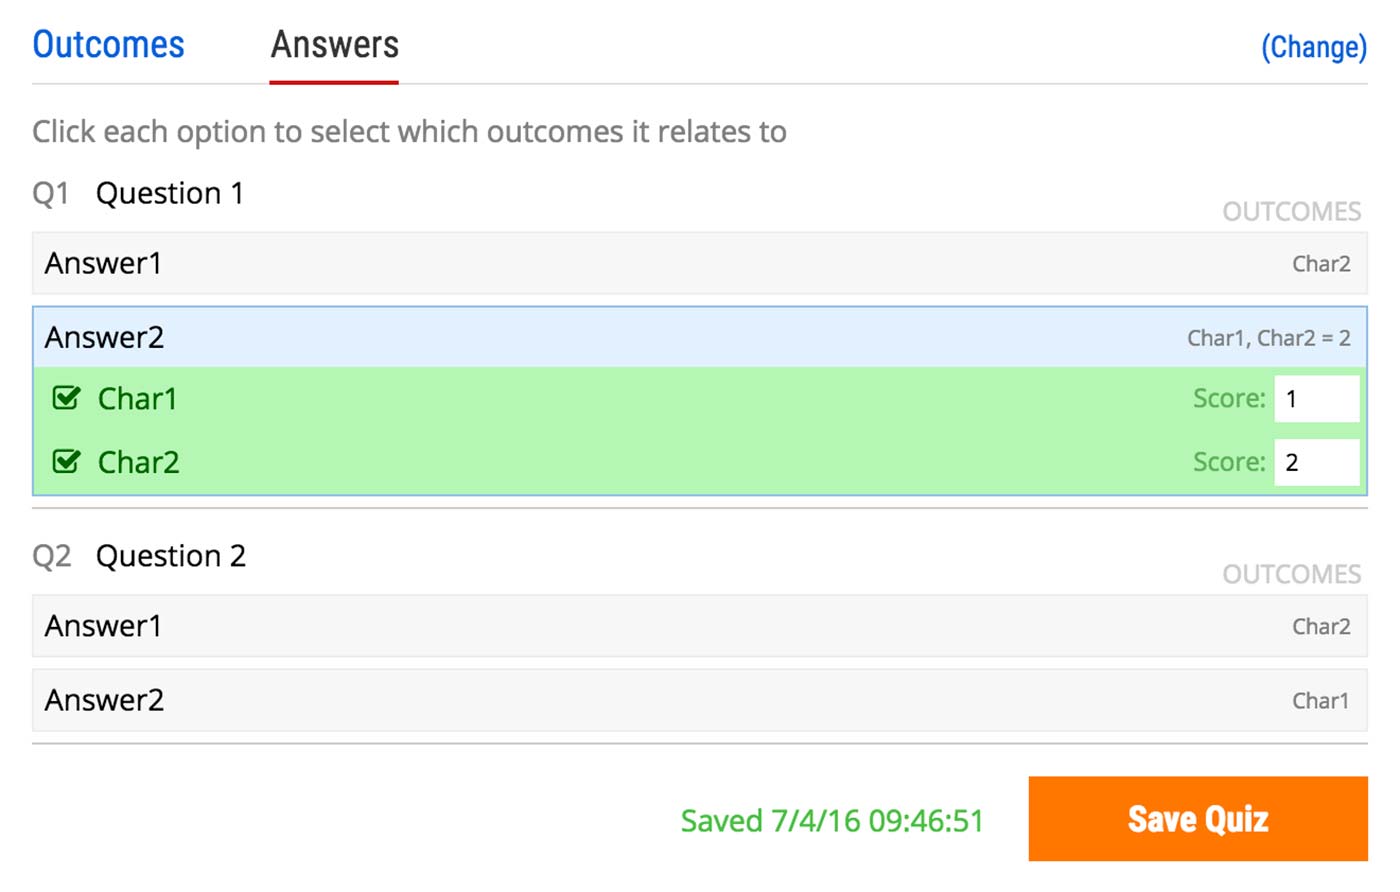 Outcomes Answers (Change)
Click each option to select which outcomes it relates to
Q1 Question 1
OUTCOMES
Answer1 Char2
Answer2 Char1, Char2 = 2
Char1 Score: 1
Char2 Score: 2
Q2 Question 2
OUTCOMES
Answer1 Char2
Answer2 Char1
Saved 7/4/16 09:46:51 Save Quiz